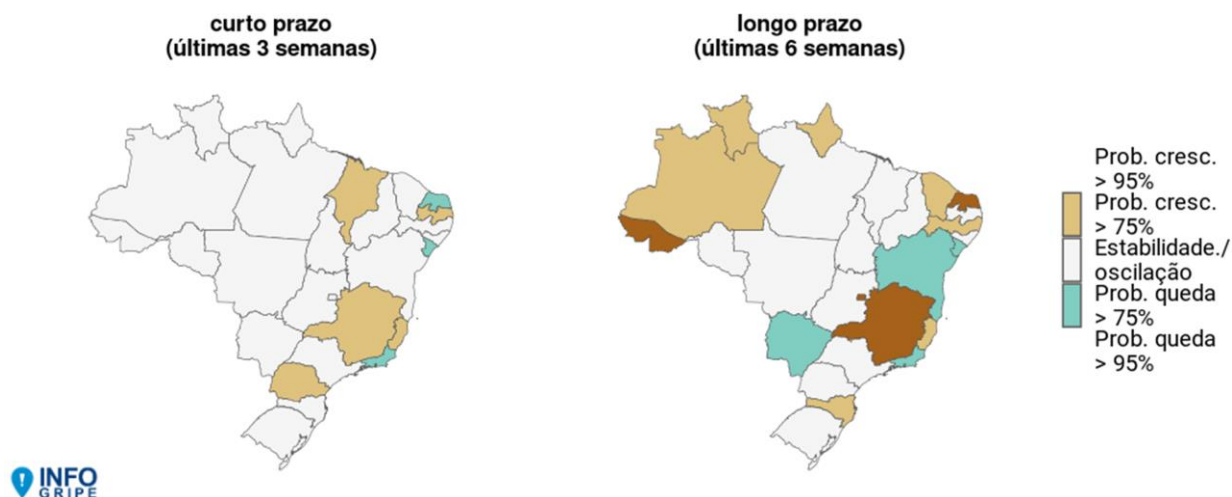 curto prazo
(últimas 3 semanas)
longo prazo
(últimas 6 semanas)
Prob. cresc.
> 95%
Prob. cresc.
> 75%
Estabilidade./
oscilação
Prob. queda
> 75%
Prob. queda
> 95%
INFO
GRIPE